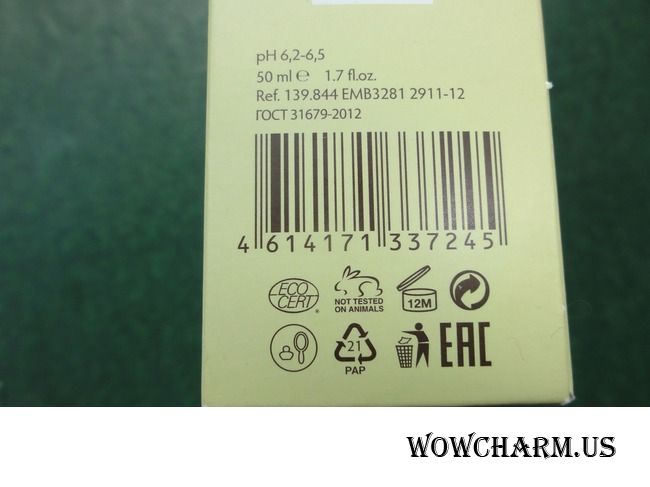 pH 6,2-6,5
50 ml ℮ 1.7 fl.oz.
Ref. 139.844 EMB3281 2911-12
ГОСТ 31679-2012
4 614171 337245
ECO CERT
NOT TESTED ON ANIMALS
12M
21
PAP
EAC
WOWCHARM.US